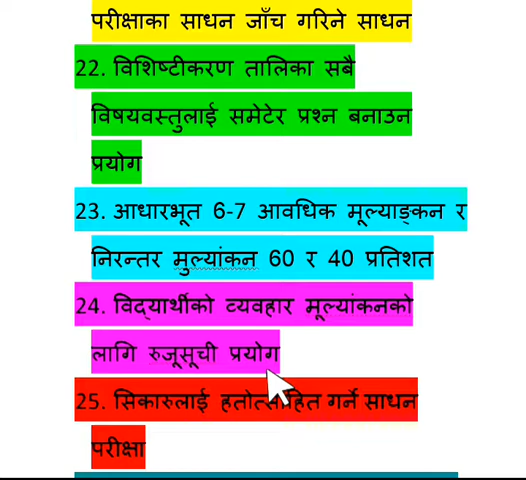 परीक्षाका साधन जाँच गरिने साधन
22. विशिष्टीकरण तालिका सबै
विषयवस्तुलाई समेटेर प्रश्न बनाउन
प्रयोग
23. आधारभूत 6-7 आवधिक मूल्याङ्कन र
निरन्तर मुल्यांकन 60 र 40 प्रतिशत
24. विद्यार्थीको व्यवहार मूल्यांकनको
लागि रुजूसूची प्रयोग
25. सिकारुलाई हतोत्साहित गर्ने साधन
परीक्षा